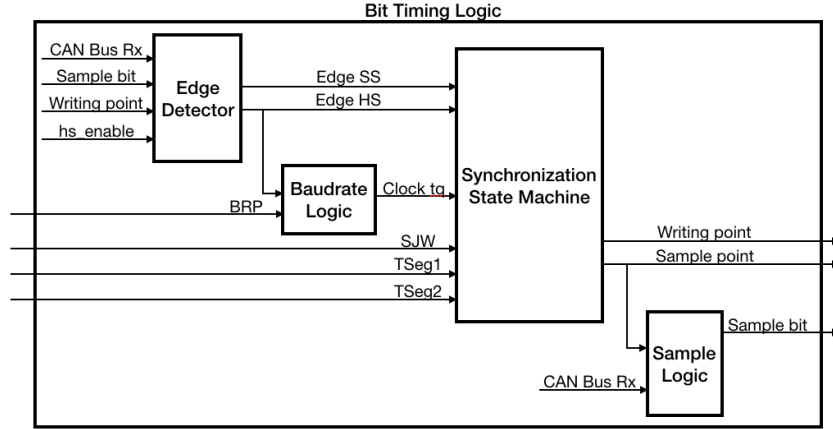 Bit Timing Logic
CAN Bus Rx
Sample bit
Writing point
hs_enable
Edge
Detector
Edge SS
Edge HS
Baudrate
Logic
Clock tq
BRP
SJW
TSeg1
TSeg2
Synchronization
State Machine
Writing point
Sample point
Sample bit
Sample
Logic
CAN Bus Rx